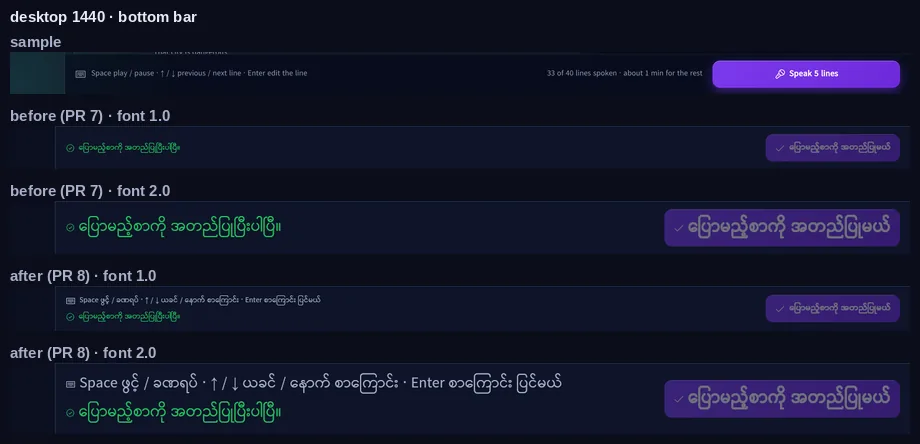 desktop 1440 · bottom bar
sample
Space play / pause · ↑ / ↓ previous / next line · Enter edit the line
33 of 40 lines spoken · about 1 min for the rest
Speak 5 lines
before (PR 7) · font 1.0
ပြောမည့်စာကို အတည်ပြုပြီးပါပြီ။
ပြောမည့်စာကို အတည်ပြုမယ်
before (PR 7) · font 2.0
ပြောမည့်စာကို အတည်ပြုပြီးပါပြီ။
ပြောမည့်စာကို အတည်ပြုမယ်
after (PR 8) · font 1.0
Space ဖွင့် / ခဏရပ် · ↑ / ↓ ယခင် / နောက် စာကြောင်း · Enter စာကြောင်း ပြင်မယ်
ပြောမည့်စာကို အတည်ပြုပြီးပါပြီ။
ပြောမည့်စာကို အတည်ပြုမယ်
after (PR 8) · font 2.0
Space ဖွင့် / ခဏရပ် · ↑ / ↓ ယခင် / နောက် စာကြောင်း · Enter စာကြောင်း ပြင်မယ်
ပြောမည့်စာကို အတည်ပြုပြီးပါပြီ။
ပြောမည့်စာကို အတည်ပြုမယ်